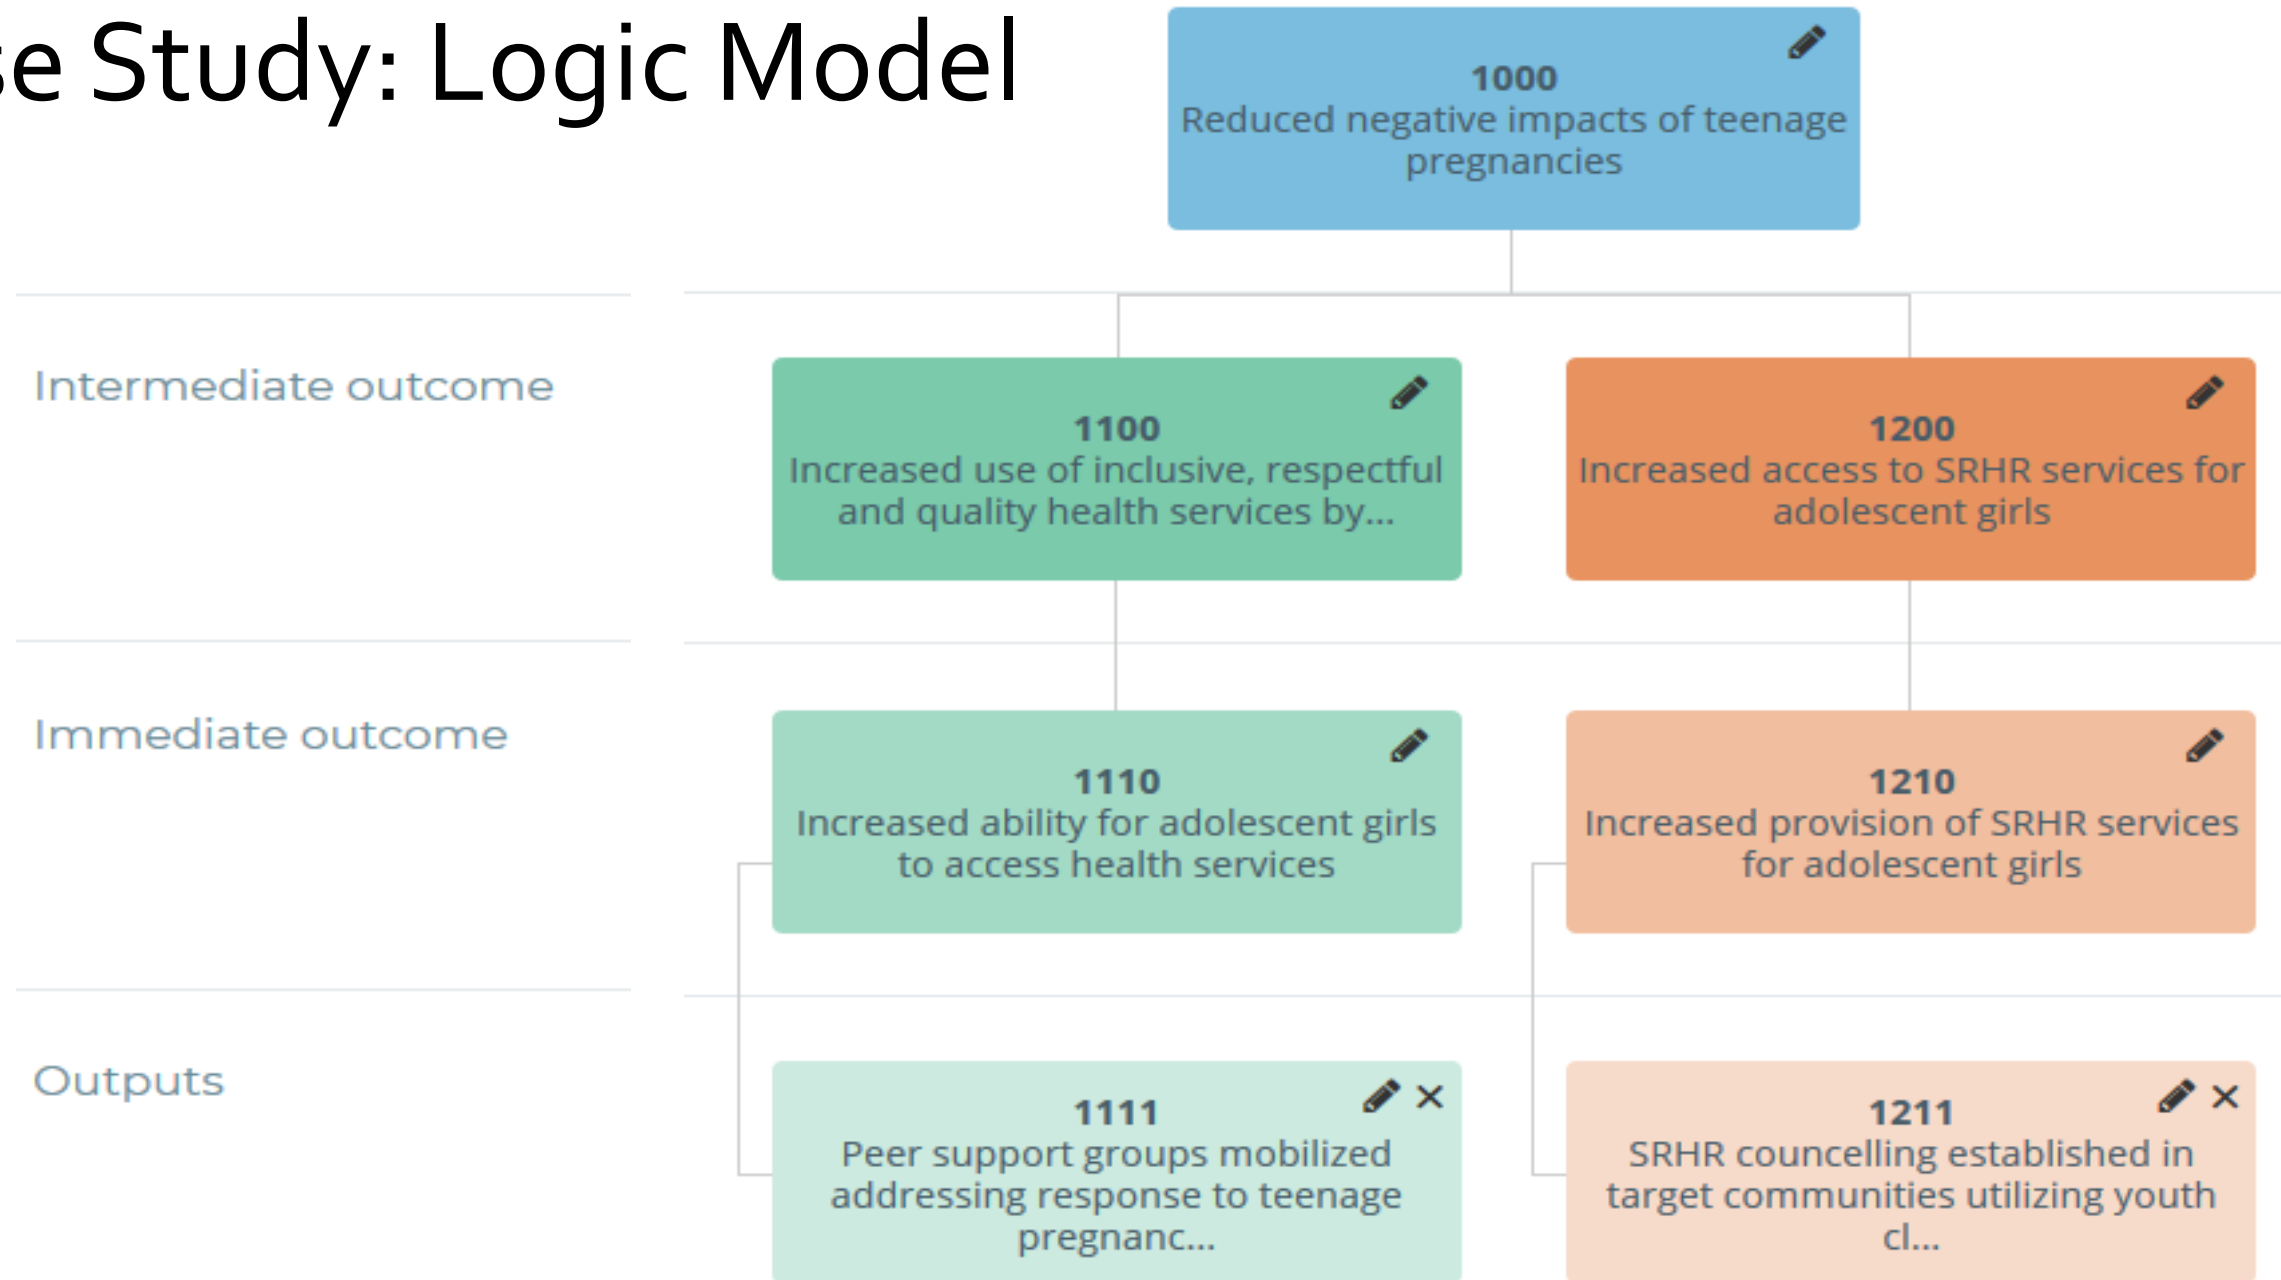 se Study: Logic Model
1000
Reduced negative impacts of teenage
pregnancies
Intermediate outcome
1100
Increased use of inclusive, respectful
and quality health services by...
1200
Increased access to SRHR services for
adolescent girls
Immediate outcome
1110
Increased ability for adolescent girls
to access health services
1210
Increased provision of SRHR services
for adolescent girls
Outputs
1111
Peer support groups mobilized
addressing response to teenage
pregnanc...
1211
SRHR councelling established in
target communities utilizing youth
cl...